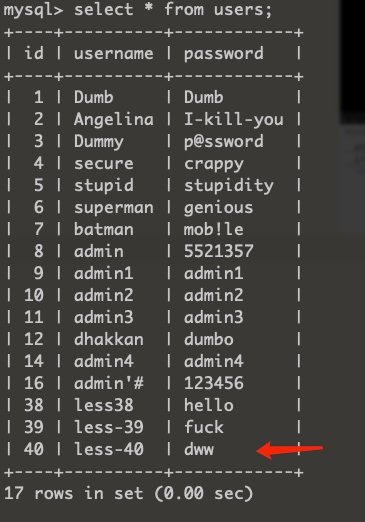 mysql> select * from users;
+----+----------+------------+
| id | username | password   |
+----+----------+------------+
|  1 | Dumb     | Dumb       |
|  2 | Angelina | I-kill-you |
|  3 | Dummy    | p@ssword   |
|  4 | secure   | crappy     |
|  5 | stupid   | stupidity  |
|  6 | superman | genious    |
|  7 | batman   | mob!le     |
|  8 | admin    | 5521357    |
|  9 | admin1   | admin1     |
| 10 | admin2   | admin2     |
| 11 | admin3   | admin3     |
| 12 | dhakkan  | dumbo      |
| 14 | admin4   | admin4     |
| 16 | admin'#  | 123456     |
| 38 | less38   | hello      |
| 39 | less-39  | fuck       |
| 40 | less-40  | dww        |
+----+----------+------------+
17 rows in set (0.00 sec)